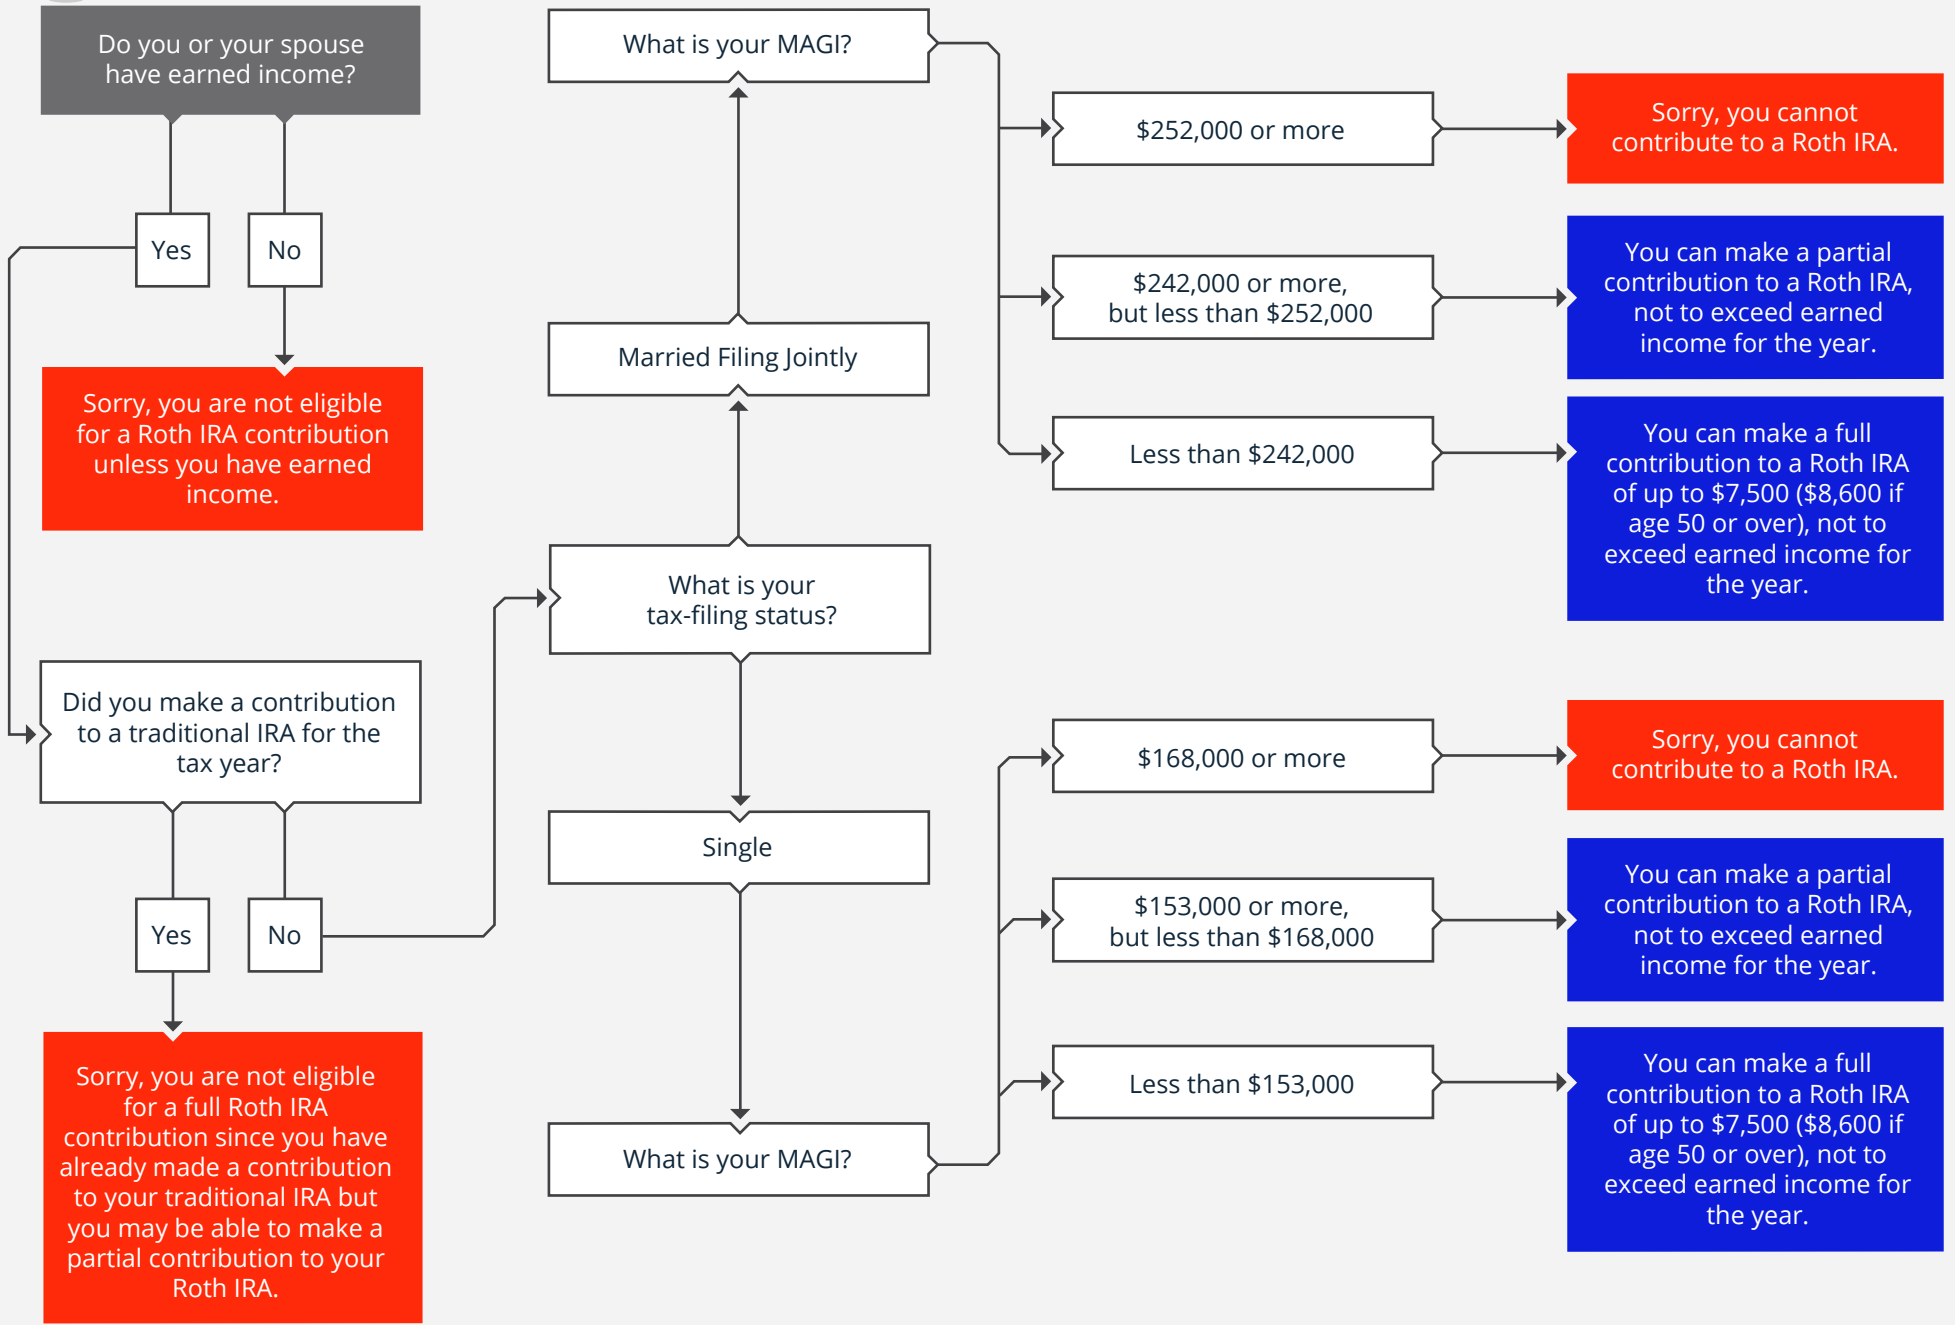 Do you or your spouse
have earned income?
Yes
No
Sorry, you are not eligible
for a Roth IRA contribution
unless you have earned
income.
Did you make a contribution
to a traditional IRA for the
tax year?
Yes
No
Sorry, you are not eligible
for a full Roth IRA
contribution since you have
already made a contribution
to your traditional IRA but
you may be able to make a
partial contribution to your
Roth IRA.
What is your
tax-filing status?
Married Filing Jointly
What is your MAGI?
$252,000 or more
Sorry, you cannot
contribute to a Roth IRA.
$242,000 or more,
but less than $252,000
You can make a partial
contribution to a Roth IRA,
not to exceed earned
income for the year.
Less than $242,000
You can make a full
contribution to a Roth IRA
of up to $7,500 ($8,600 if
age 50 or over), not to
exceed earned income for
the year.
Single
What is your MAGI?
$168,000 or more
Sorry, you cannot
contribute to a Roth IRA.
$153,000 or more,
but less than $168,000
You can make a partial
contribution to a Roth IRA,
not to exceed earned
income for the year.
Less than $153,000
You can make a full
contribution to a Roth IRA
of up to $7,500 ($8,600 if
age 50 or over), not to
exceed earned income for
the year.